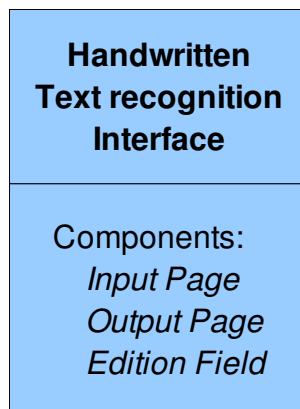 Handwritten
Text recognition
Interface
Components:
Input Page
Output Page
Edition Field